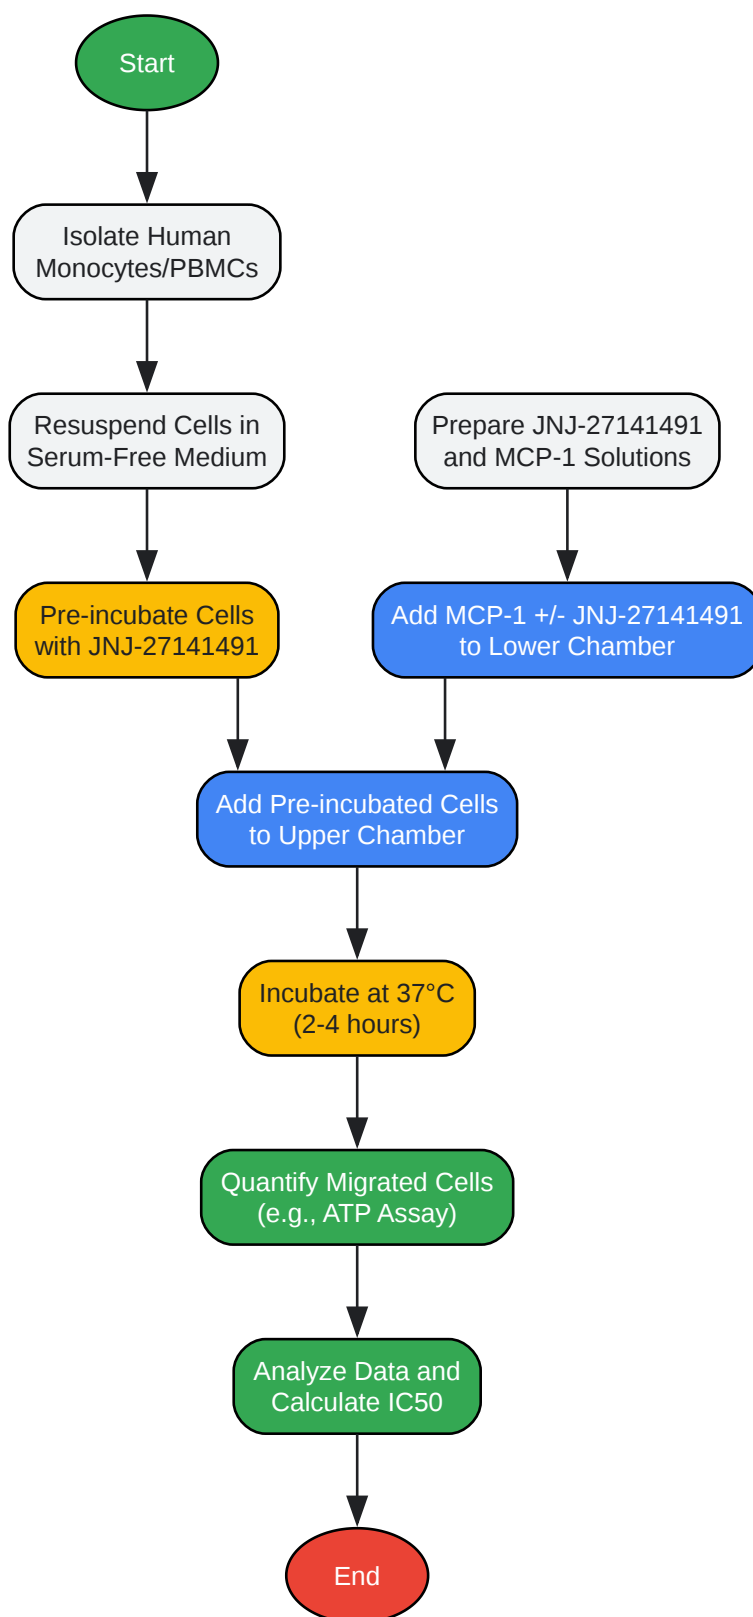 Start
Isolate Human
Monocytes/PBMCs
Resuspend Cells in
Serum-Free Medium
Prepare JNJ-27141491
and MCP-1 Solutions
Pre-incubate Cells
with JNJ-27141491
Add MCP-1 +/- JNJ-27141491
to Lower Chamber
Add Pre-incubated Cells
to Upper Chamber
Incubate at 37°C
(2-4 hours)
Quantify Migrated Cells
(e.g., ATP Assay)
Analyze Data and
Calculate IC50
End